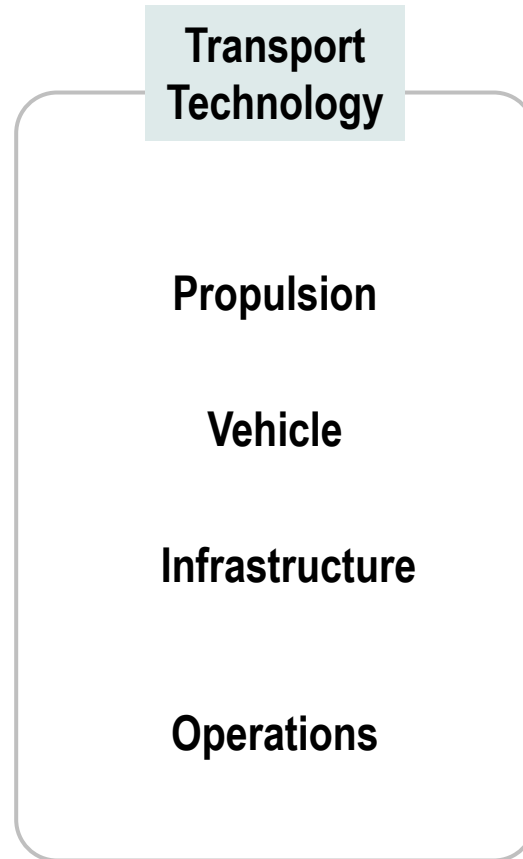 Transport
Technology
Propulsion
Vehicle
Infrastructure
Operations